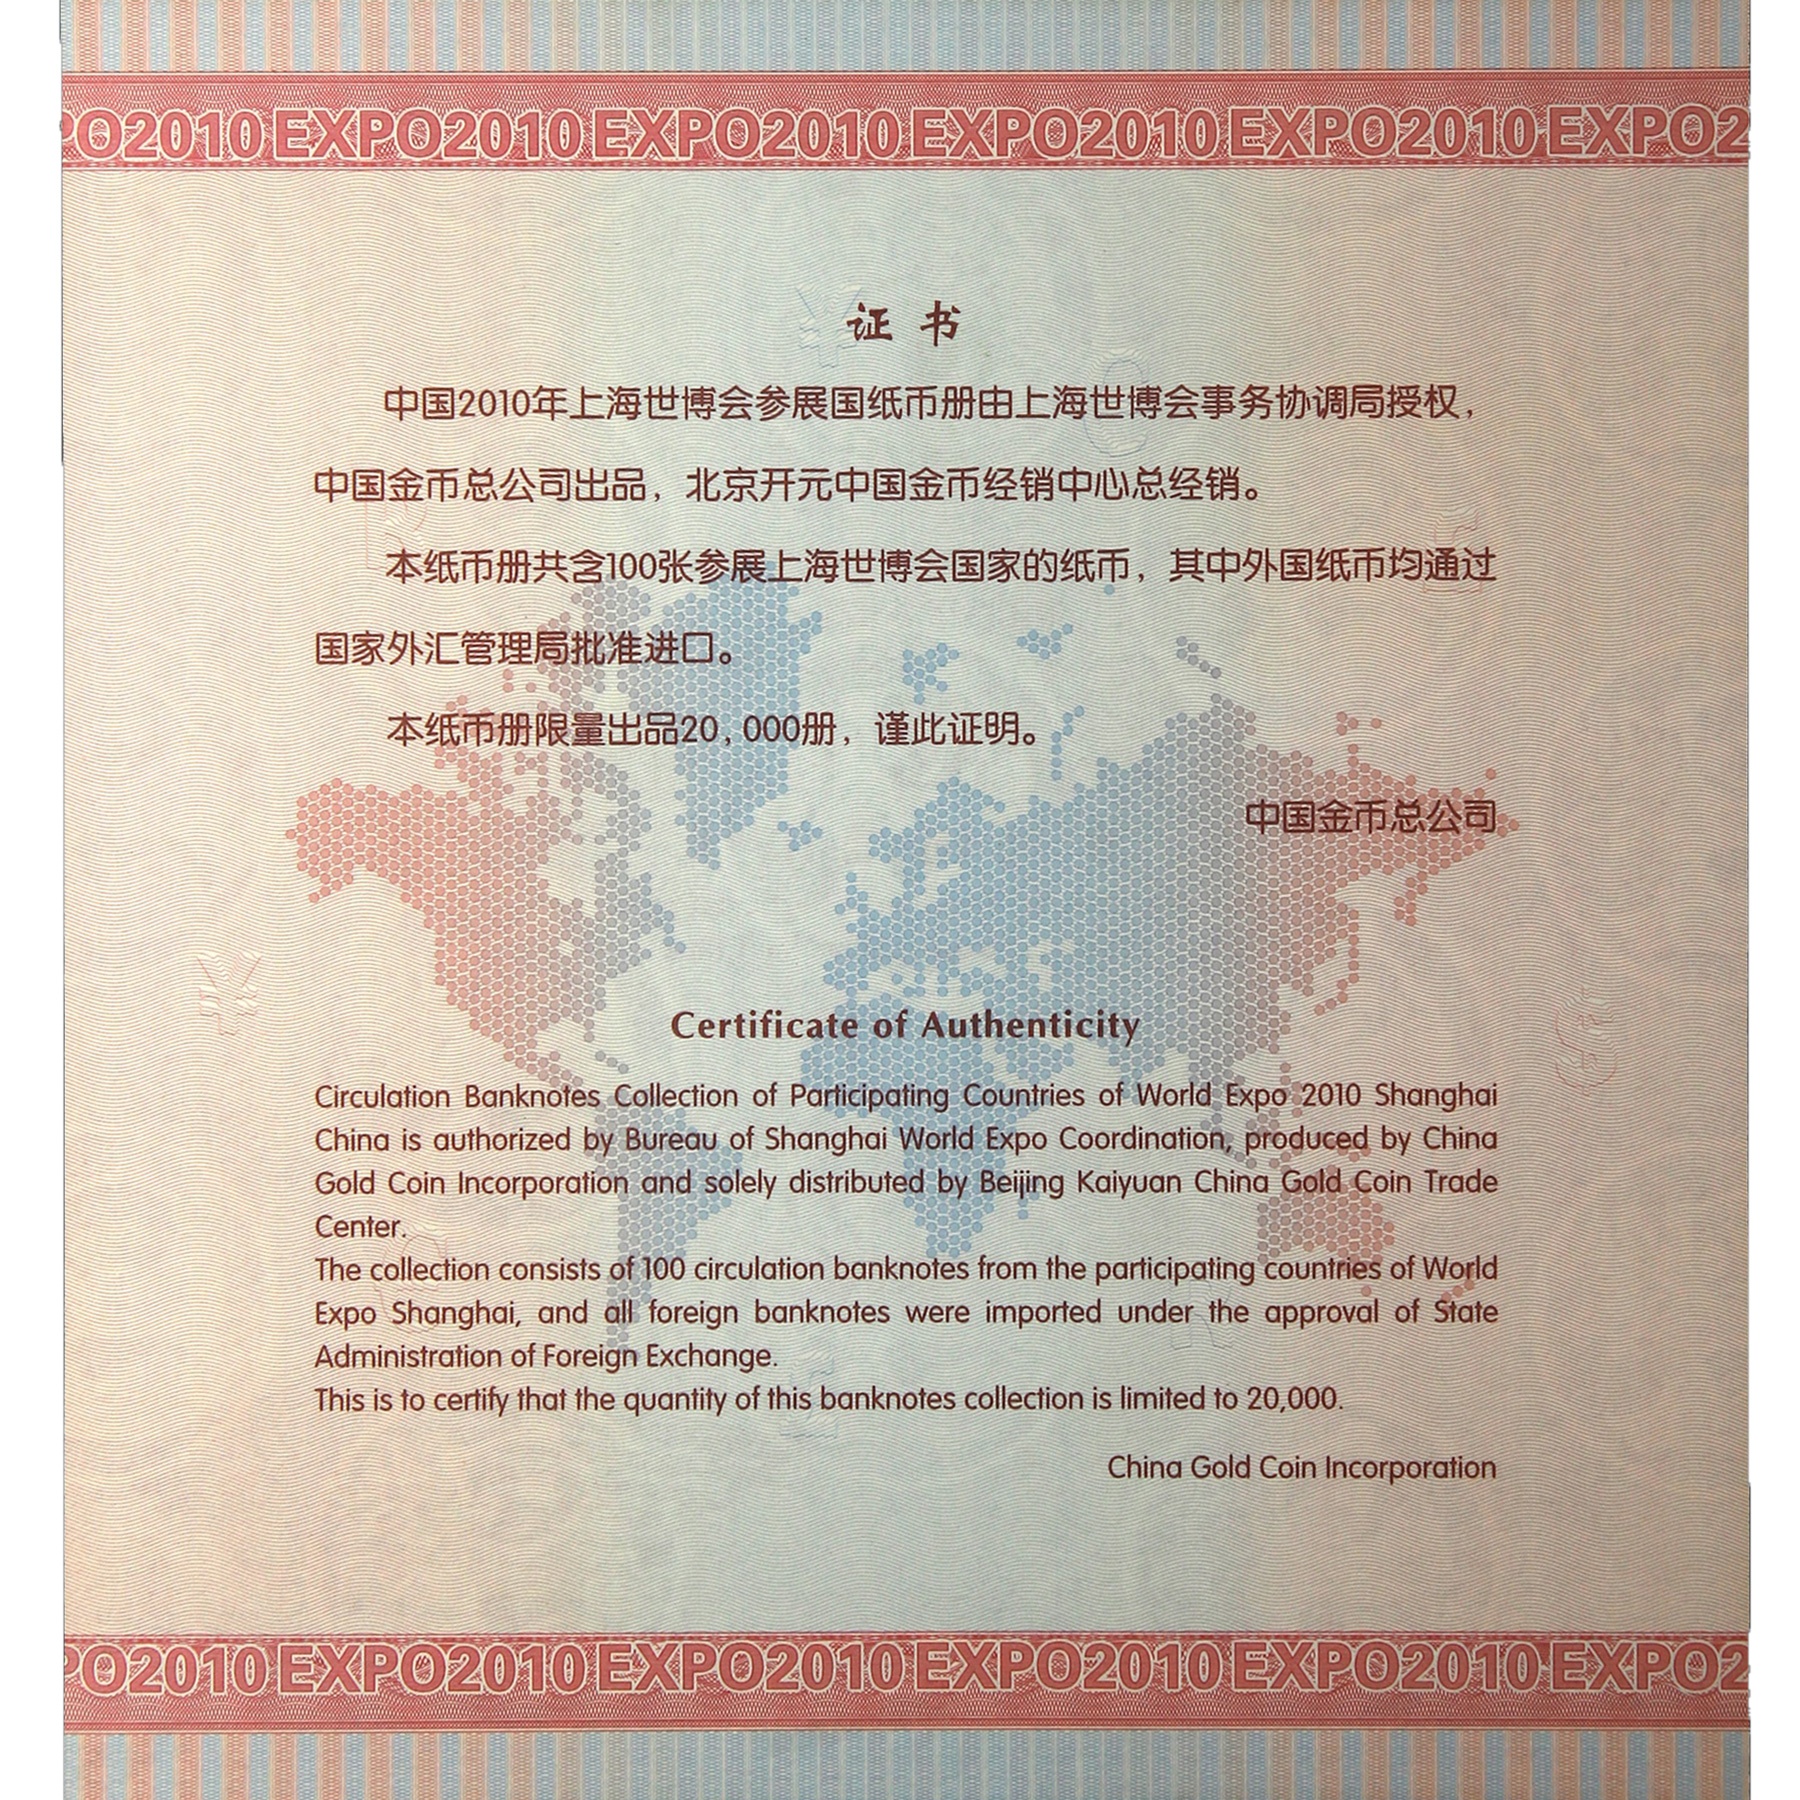 PO2010 EXPO2010 EXPO2010 EXPO2010 EXPO2010 EXPO2
证书
中国2010年上海世博会参展国纸币册由上海世博会事务协调局授权，
中国金币总公司出品，北京开元中国金币经销中心总经销。
本纸币册共含100张参展上海世博会国家的纸币，其中外国纸币均通过
国家外汇管理局批准进口。
本纸币册限量出品20,000册，谨此证明。
中国金币总公司
Certificate of Authenticity
Circulation Banknotes Collection of Participating Countries of World Expo 2010 Shanghai
China is authorized by Bureau of Shanghai World Expo Coordination, produced by China
Gold Coin Incorporation and solely distributed by Beijing Kaiyuan China Gold Coin Trade
Center.
The collection consists of 100 circulation banknotes from the participating countries of World
Expo Shanghai, and all foreign banknotes were imported under the approval of State
Administration of Foreign Exchange.
This is to certify that the quantity of this banknotes collection is limited to 20,000.
China Gold Coin Incorporation
PO2010 EXPO2010 EXPO2010 EXPO2010 EXPO2010 EXPO2